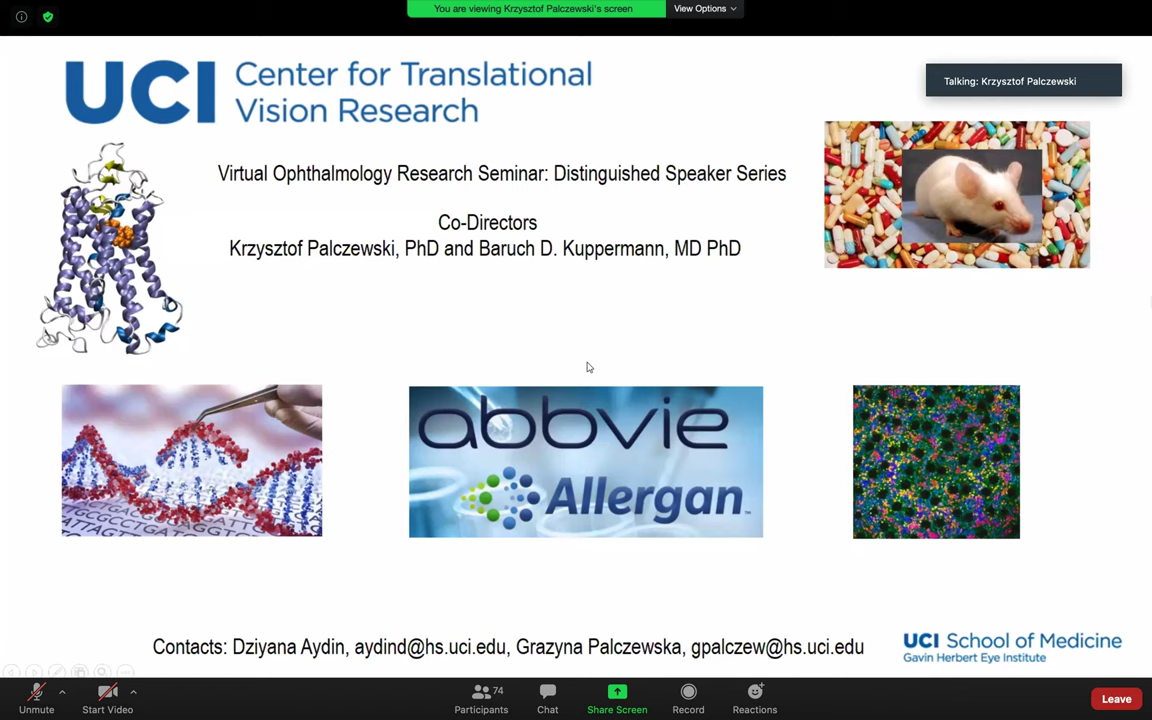 You are viewing Krzysztof Palczewski's screen
View Options
UCI Center for Translational
Vision Research
Talking: Krzysztof Palczewski
Virtual Ophthalmology Research Seminar: Distinguished Speaker Series
Co-Directors
Krzysztof Palczewski, PhD and Baruch D. Kuppermann, MD PhD
abbvie
Allergan™
Contacts: Dziyana Aydin, aydind@hs.uci.edu, Grazyna Palczewska, gpalczew@hs.uci.edu
UCI School of Medicine
Gavin Herbert Eye Institute
Unmute
Start Video
Participants
74
Chat
Share Screen
Record
Reactions
Leave